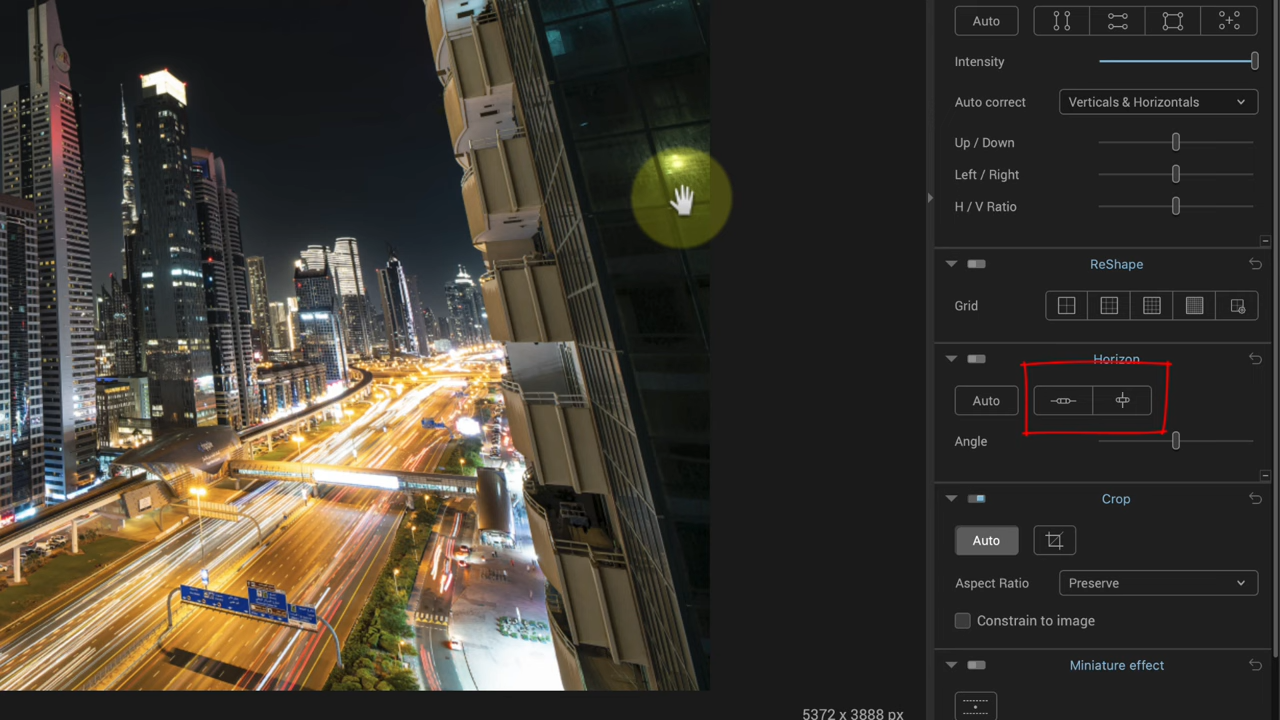 Auto
Intensity
Auto correct Verticals & Horizontals
Up / Down
Left / Right
H / V Ratio
ReShape
Grid
Horizon
Auto
Angle
Crop
Auto
Aspect Ratio Preserve
Constrain to image
Miniature effect
5372 x 3888 px